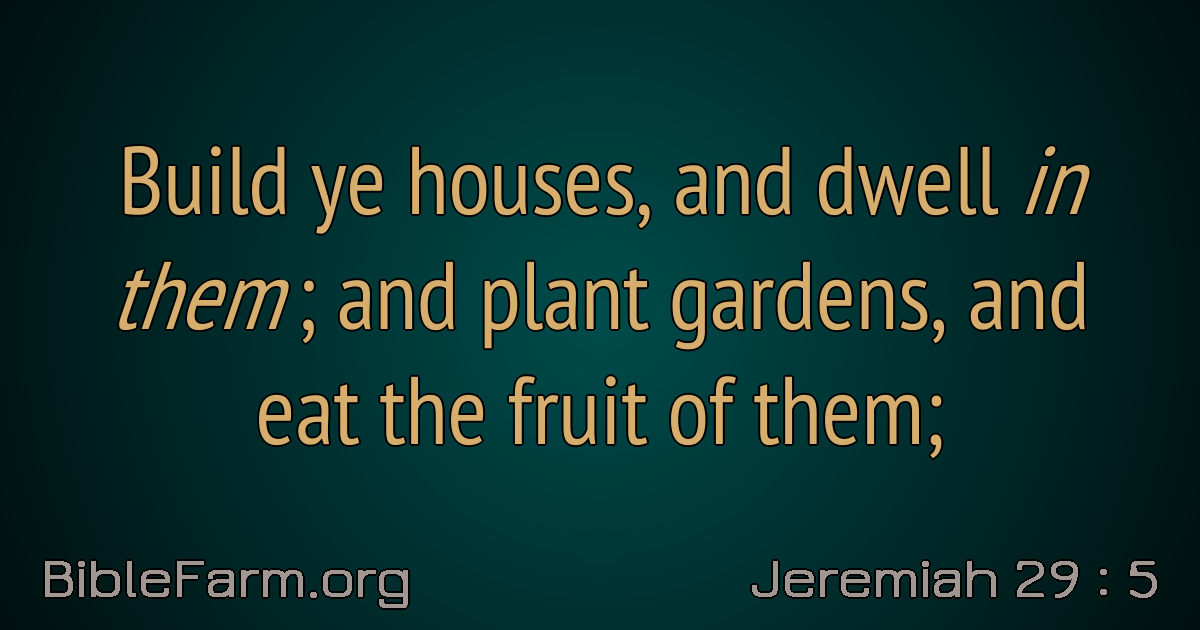 Build ye houses, and dwell in
them; and plant gardens, and
eat the fruit of them;
BibleFarm.org
Jeremiah 29 : 5